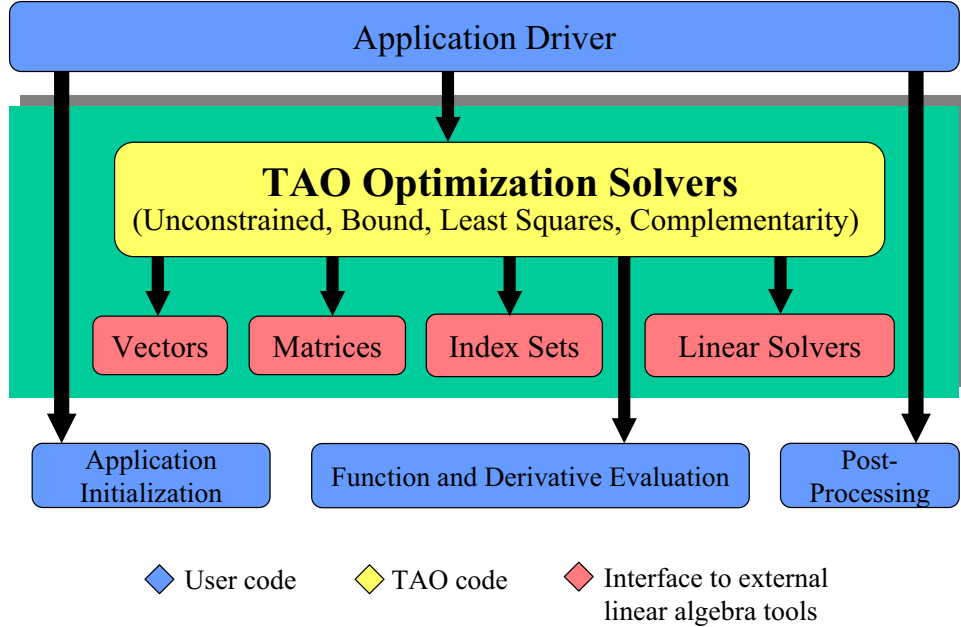 Application Driver
TAO Optimization Solvers
(Unconstrained, Bound, Least Squares, Complementarity)
Vectors
Matrices
Index Sets
Linear Solvers
Application
Initialization
Function and Derivative Evaluation
Post-
Processing
User code
TAO code
Interface to external
linear algebra tools